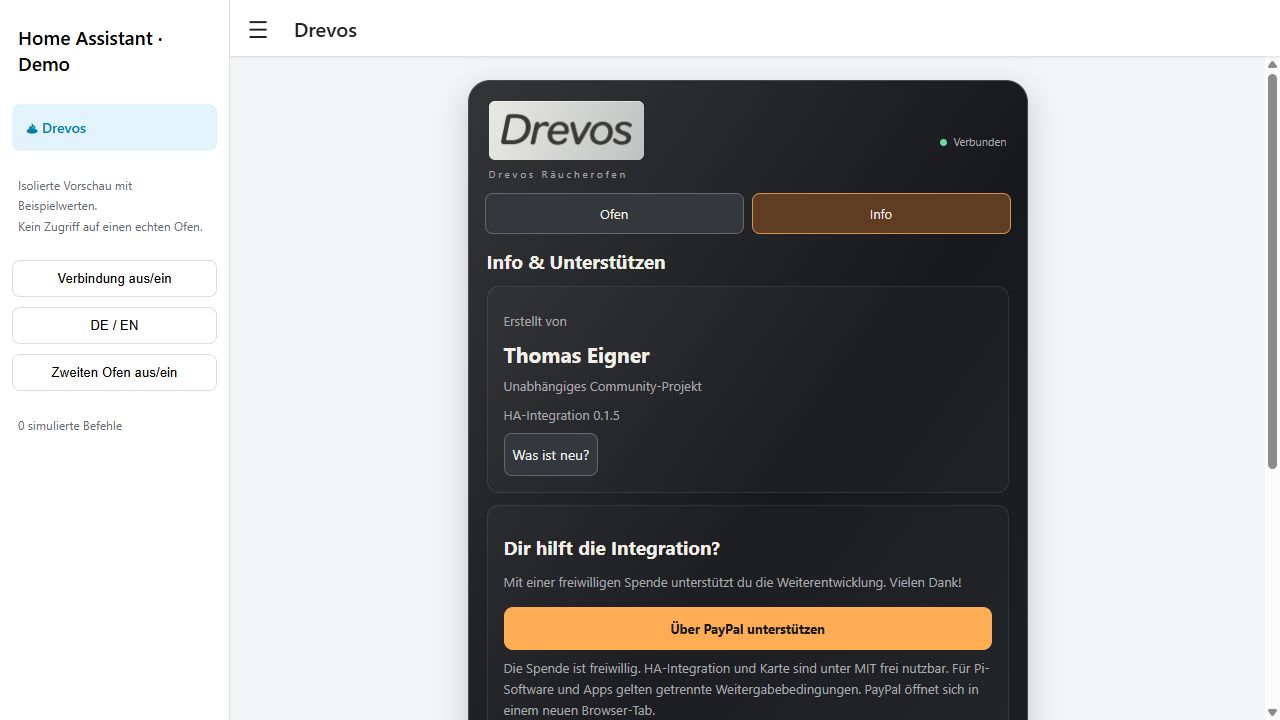 Home Assistant ·
Demo
Drevos
Isolierte Vorschau mit
Beispielwerten.
Kein Zugriff auf einen echten Ofen.
Verbindung aus/ein
DE / EN
Zweiten Ofen aus/ein
0 simulierte Befehle
Drevos
Drevos
Verbunden
Drevos Räucherofen
Ofen
Info
Info & Unterstützen
Erstellt von
Thomas Eigner
Unabhängiges Community-Projekt
HA-Integration 0.1.5
Was ist neu?
Dir hilft die Integration?
Mit einer freiwilligen Spende unterstützt du die Weiterentwicklung. Vielen Dank!
Über PayPal unterstützen
Die Spende ist freiwillig. HA-Integration und Karte sind unter MIT frei nutzbar. Für Pi-
Software und Apps gelten getrennte Weitergabebedingungen. PayPal öffnet sich in
einem neuen Browser-Tab.